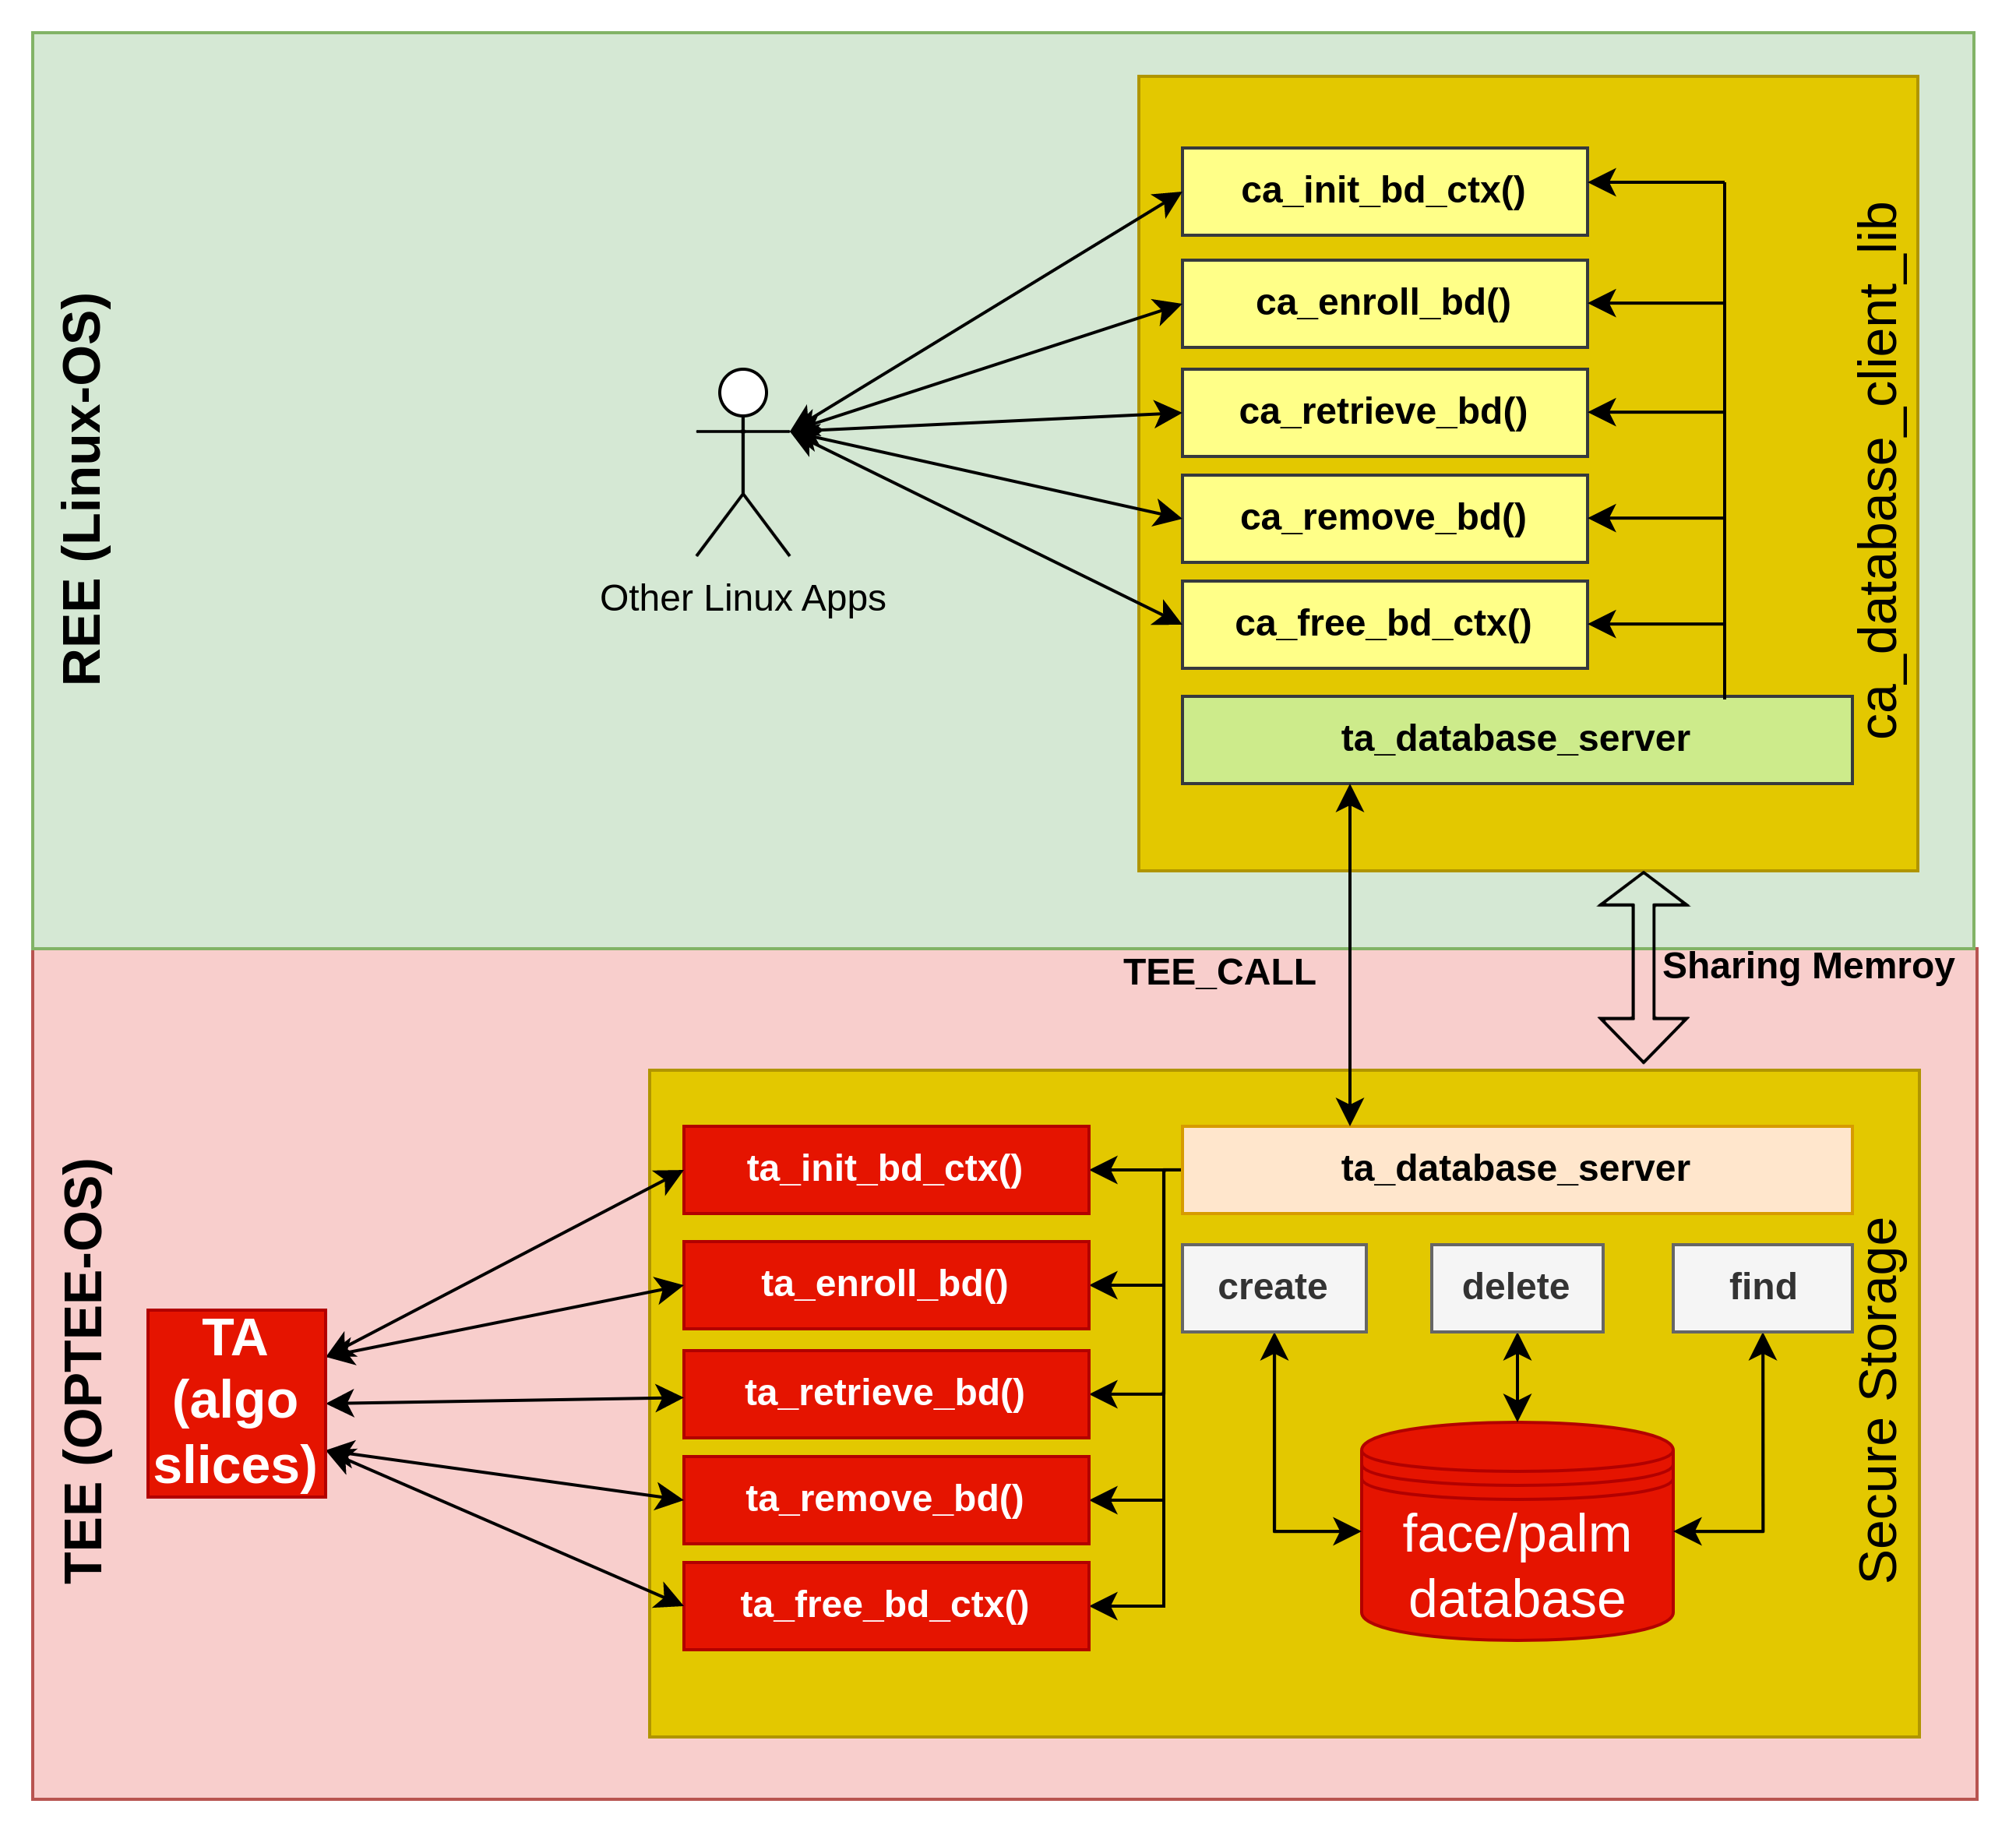 REE (Linux-OS)
ca_init_bd_ctx()
ca_enroll_bd()
ca_retrieve_bd()
ca_remove_bd()
ca_free_bd_ctx()
ta_database_server
ca_database_client_lib
Other Linux Apps
TEE_CALL
Sharing Memroy
TEE (OPTEE-OS)
TA
(algo
slices)
ta_init_bd_ctx()
ta_enroll_bd()
ta_retrieve_bd()
ta_remove_bd()
ta_free_bd_ctx()
ta_database_server
create
delete
find
face/palm
database
Secure Storage